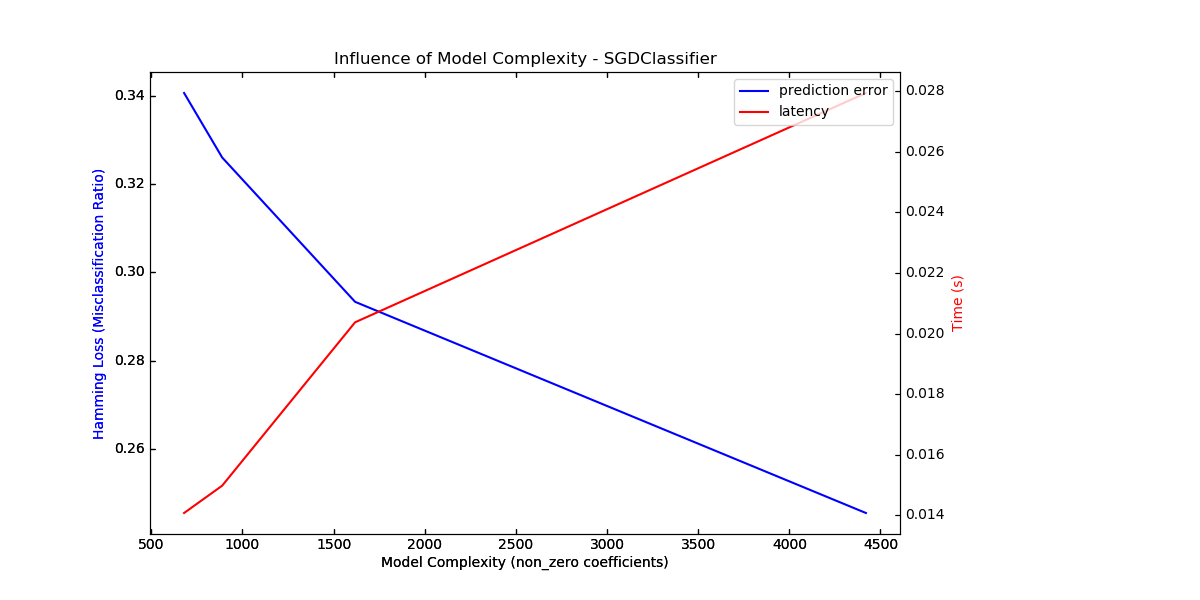 Influence of Model Complexity - SGDClassifier
prediction error
latency
Hamming Loss (Misclassification Ratio)
0.34
0.32
0.30
0.28
0.26
0.028
0.026
0.024
0.022
0.020
0.018
0.016
0.014
Time (s)
500 1000 1500 2000 2500 3000 3500 4000 4500
Model Complexity (non_zero coefficients)